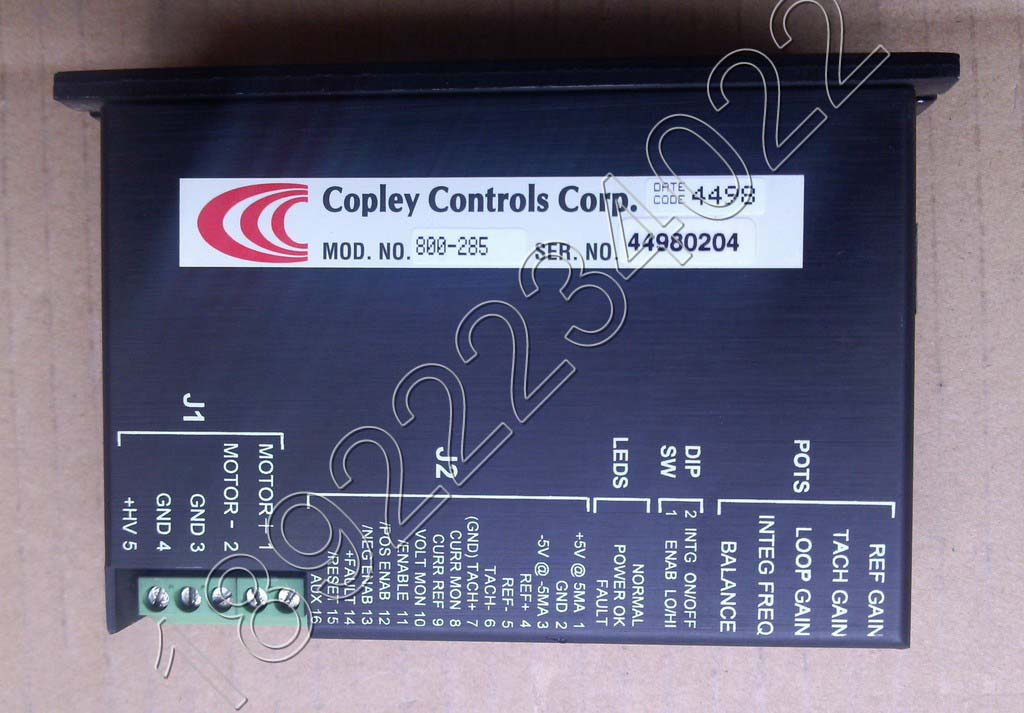 Copley Controls Corp.
DATE CODE 4498
MOD. NO. 800-285 SER. NO. 44980204
J1
MOTOR+ 1
MOTOR - 2
GND 3
GND 4
+HV 5
J2
+5V @ 5MA 1
GND 2
-5V @ -5MA 3
REF+ 4
REF- 5
TACH- 6
(GND) TACH+ 7
CURR MON 8
CURR REF 9
VOLT MON 10
/ENABLE 11
/POS ENAB 12
/NEG ENAB 13
+FAULT 14
/RESET 15
AUX 16
LEDS
NORMAL
POWER OK
FAULT
DIP
SW
2 INTG ON/OFF
1 ENAB LO/HI
POTS
REF GAIN
TACH GAIN
LOOP GAIN
INTEG FREQ
BALANCE
18922234022